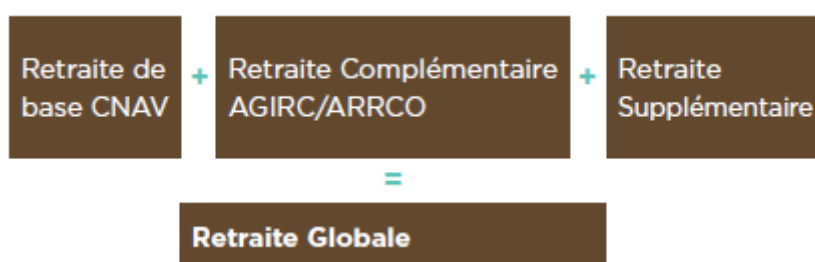 Retraite de
base CNAV
+
Retraite Complémentaire
AGIRC/ARRCO
+
Retraite
Supplémentaire
=
Retraite Globale